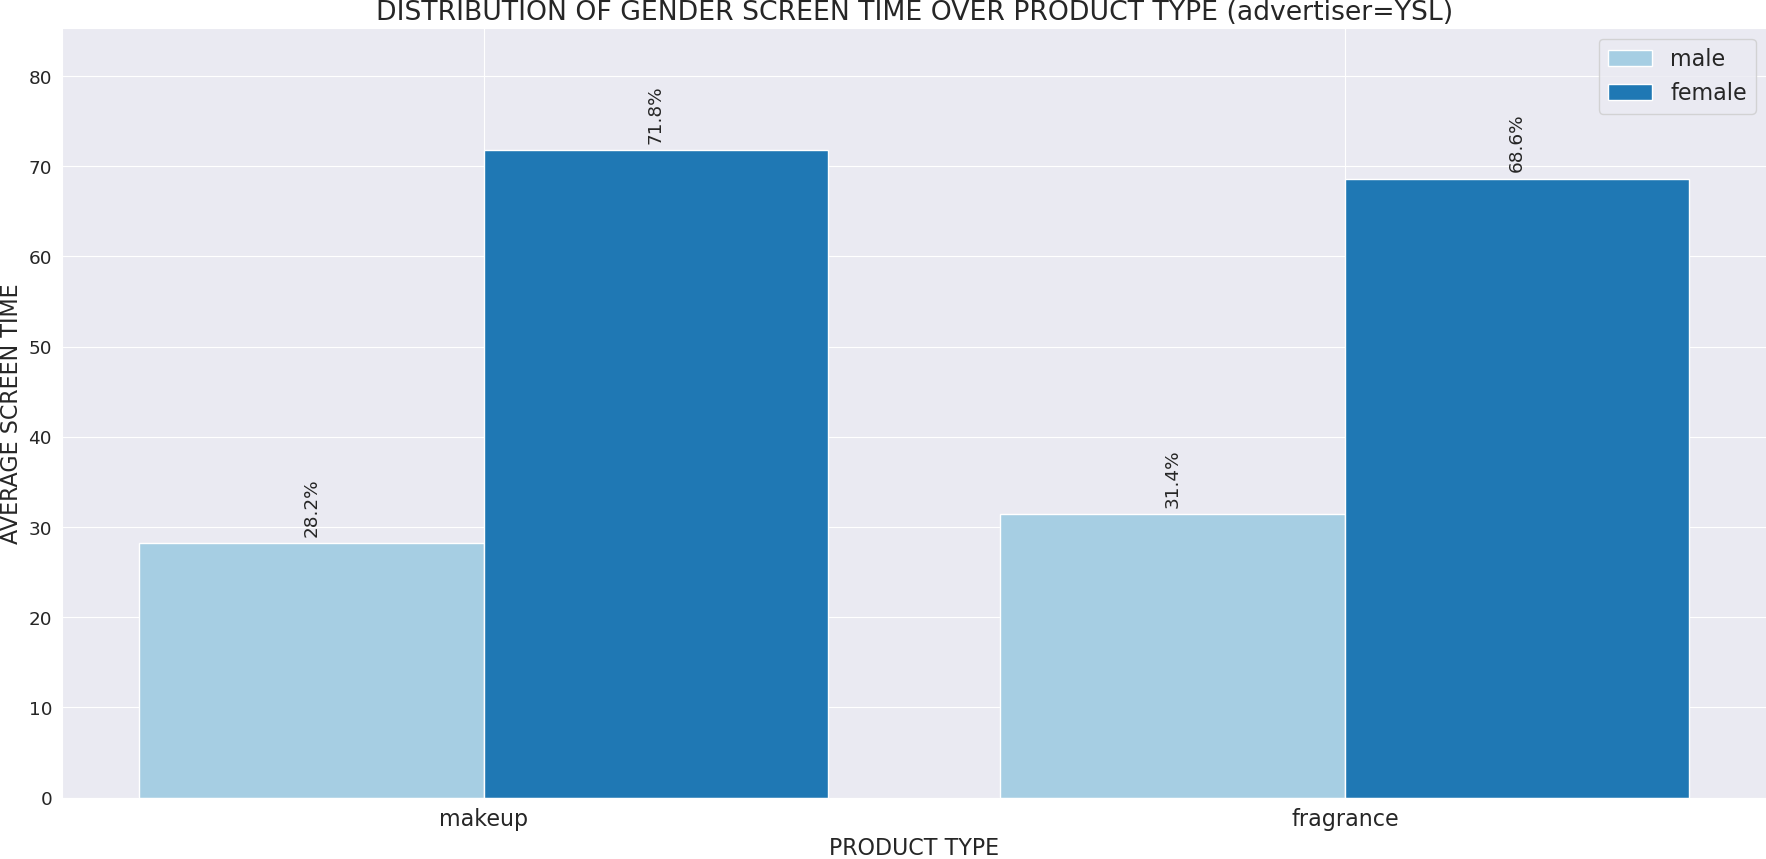 DISTRIBUTION OF GENDER SCREEN TIME OVER PRODUCT TYPE (advertiser=YSL)
male
female
AVERAGE SCREEN TIME
80
70
60
50
40
30
20
10
0
28.2%
71.8%
31.4%
68.6%
makeup
fragrance
PRODUCT TYPE